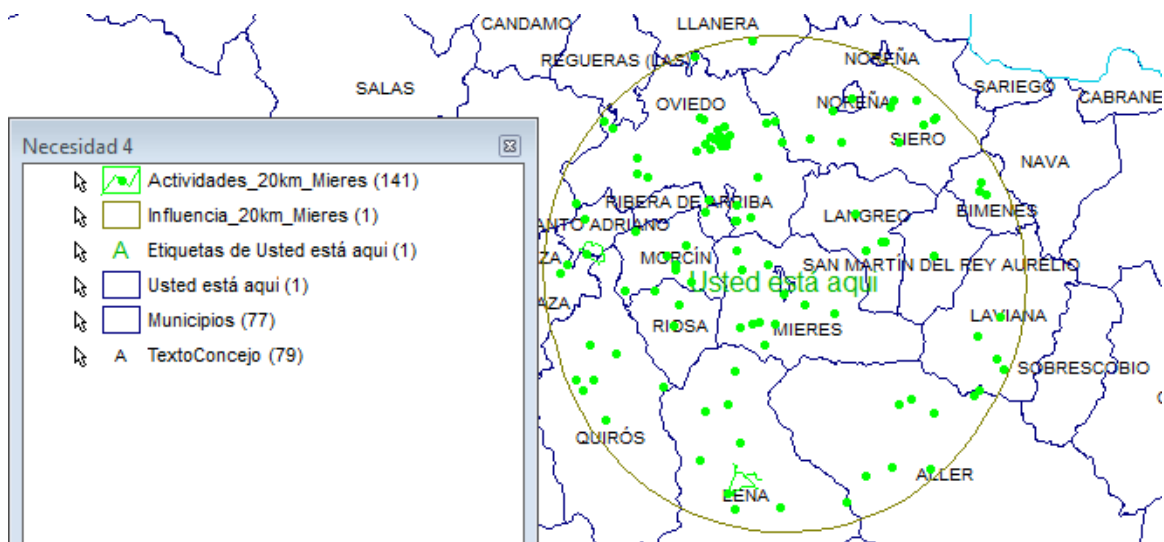 CANDAMO
LLANERA
REGUERAS (LAS)
NOREÑA
SALAS
SARIEGO
CABRANE
OVIEDO
NOREÑA
SIERO
NAVA
Necesidad 4
Actividades_20km_Mieres (141)
Influencia_20km_Mieres (1)
A Etiquetas de Usted está aqui (1)
Usted está aqui (1)
Municipios (77)
A TextoConcejo (79)
RIBERA DE ARRIBA
ANTO ADRIANO
LANGREO
BIMENES
ZA
MORCÍN
SAN MARTÍN DEL REY AURELIO
Usted está aqui
AZA
RIOSA
MIERES
LAVIANA
SOBRESCOBIO
QUIRÓS
ALLER
LENA